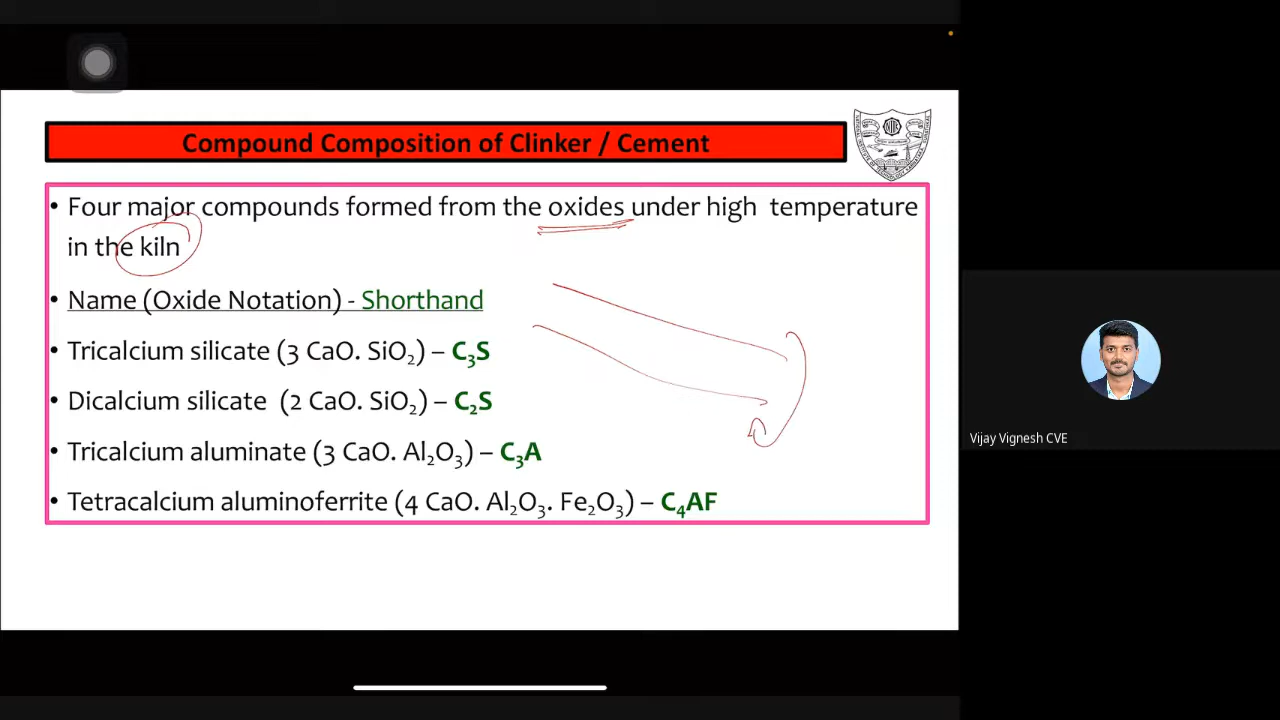 Compound Composition of Clinker / Cement
• Four major compounds formed from the oxides under high temperature
in the kiln
• Name (Oxide Notation) - Shorthand
• Tricalcium silicate (3 CaO. SiO₂) – C₃S
• Dicalcium silicate (2 CaO. SiO₂) – C₂S
• Tricalcium aluminate (3 CaO. Al₂O₃) – C₃A
• Tetracalcium aluminoferrite (4 CaO. Al₂O₃. Fe₂O₃) – C₄AF
Vijay Vignesh CVE